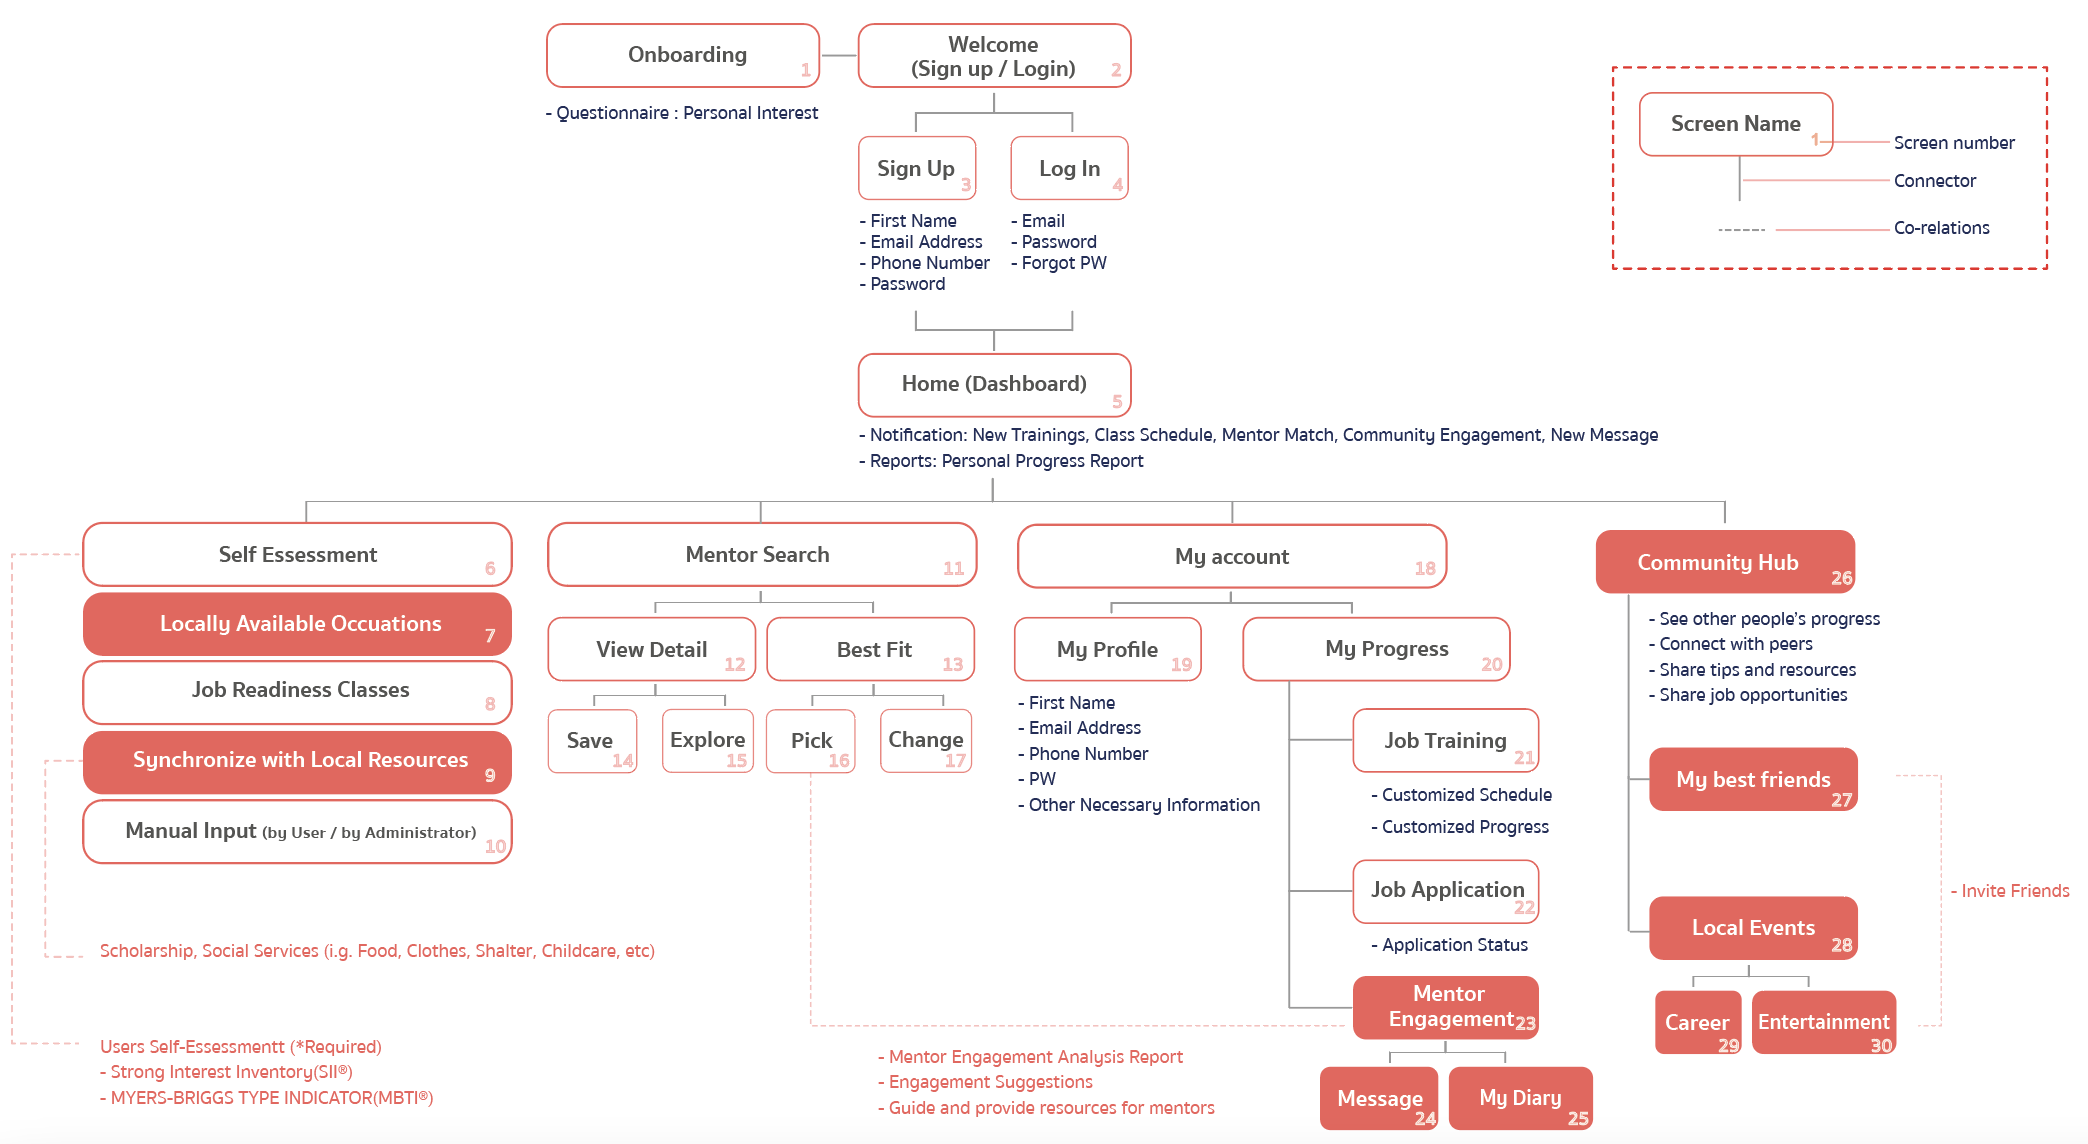 Onboarding
1
Welcome
(Sign up / Login)
2
- Questionnaire : Personal Interest
Screen Name
1
Screen number
Connector
Co-relations
Sign Up
3
Log In
4
- First Name
- Email Address
- Phone Number
- Password
- Email
- Password
- Forgot PW
Home (Dashboard)
5
- Notification: New Trainings, Class Schedule, Mentor Match, Community Engagement, New Message
- Reports: Personal Progress Report
Self Essessment
6
Locally Available Occuations
7
Job Readiness Classes
8
Synchronize with Local Resources
9
Manual Input (by User / by Administrator)
10
Scholarship, Social Services (i.g. Food, Clothes, Shalter, Childcare, etc)
Users Self-Essessmentt (*Required)
- Strong Interest Inventory(SII®)
- MYERS-BRIGGS TYPE INDICATOR(MBTI®)
Mentor Search
11
View Detail
12
Best Fit
13
Save
14
Explore
15
Pick
16
Change
17
My account
18
My Profile
19
- First Name
- Email Address
- Phone Number
- PW
- Other Necessary Information
My Progress
20
Job Training
21
- Customized Schedule
- Customized Progress
Job Application
22
- Application Status
Mentor
Engagement
23
- Mentor Engagement Analysis Report
- Engagement Suggestions
- Guide and provide resources for mentors
Message
24
My Diary
25
Community Hub
26
- See other people's progress
- Connect with peers
- Share tips and resources
- Share job opportunities
My best friends
27
- Invite Friends
Local Events
28
Career
29
Entertainment
30